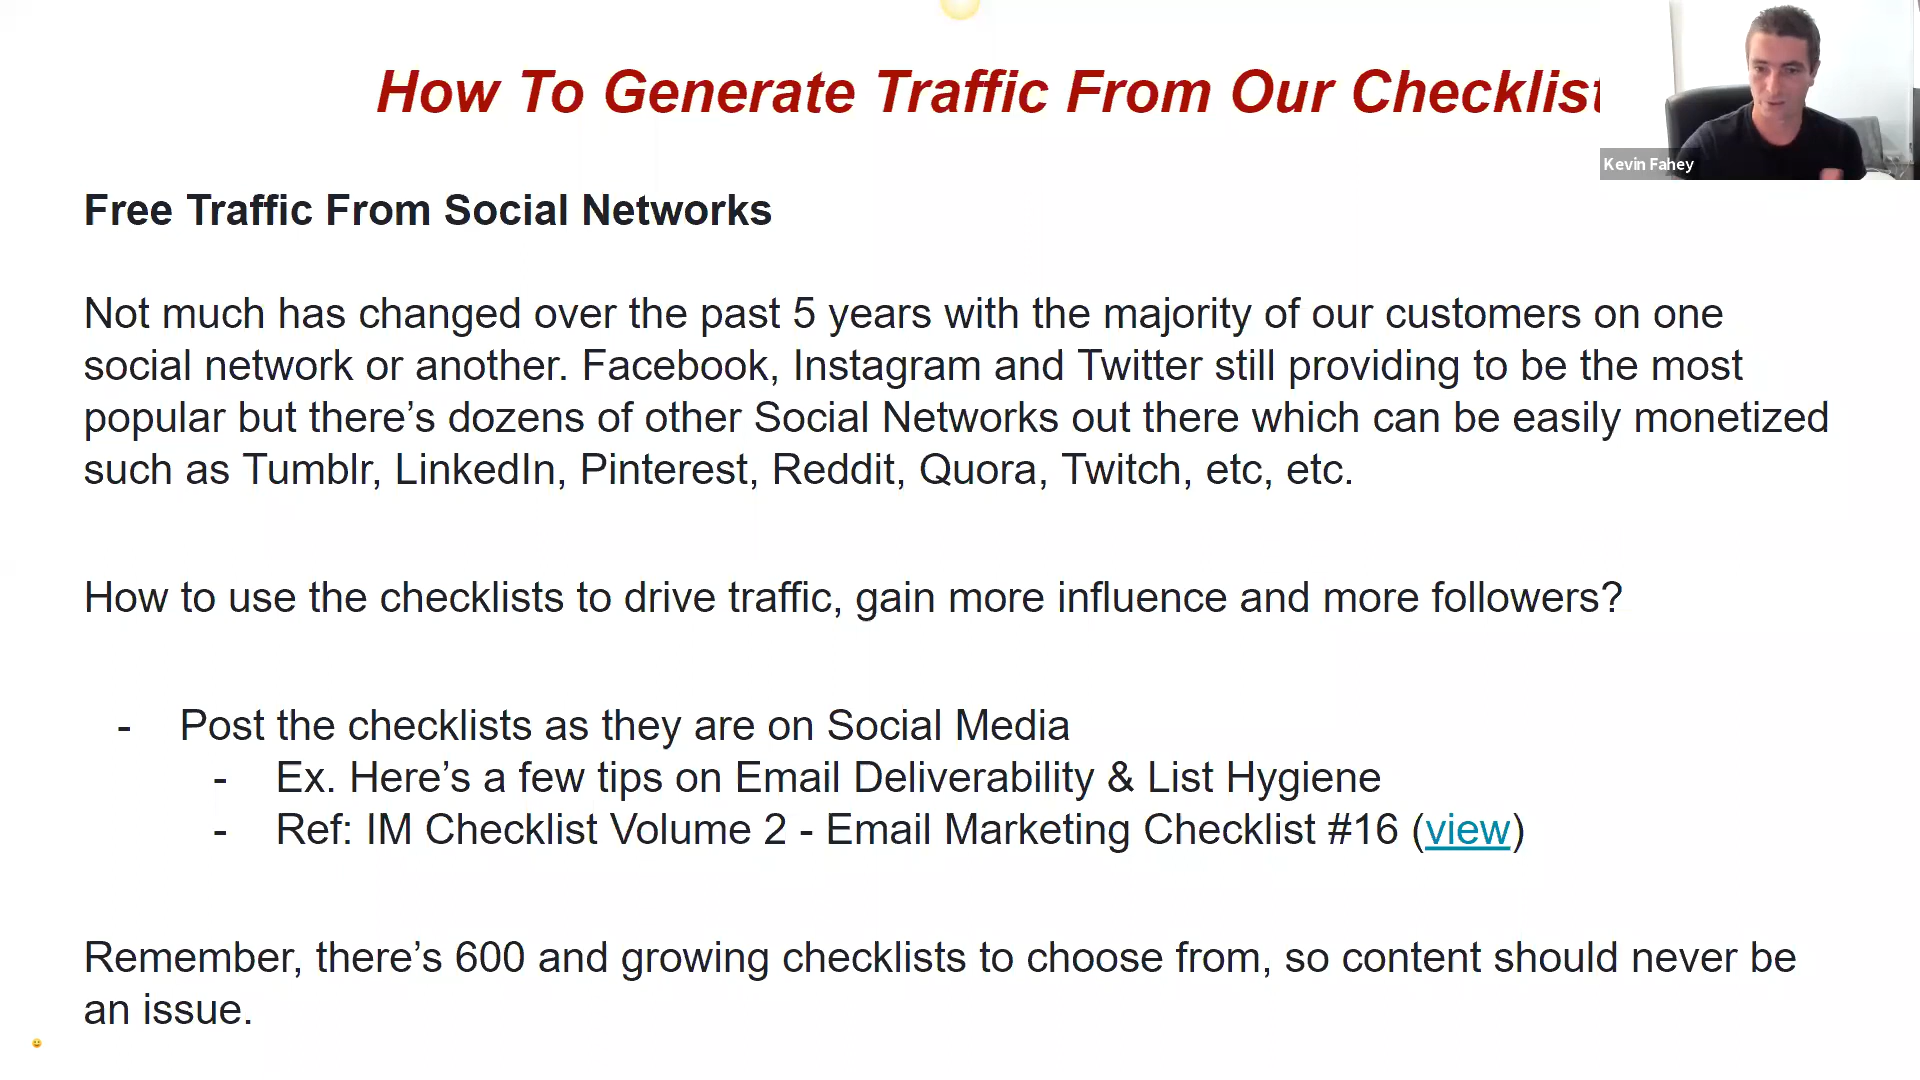 How To Generate Traffic From Our Checklist
Kevin Fahey
Free Traffic From Social Networks
Not much has changed over the past 5 years with the majority of our customers on one
social network or another. Facebook, Instagram and Twitter still providing to be the most
popular but there’s dozens of other Social Networks out there which can be easily monetized
such as Tumblr, LinkedIn, Pinterest, Reddit, Quora, Twitch, etc, etc.
How to use the checklists to drive traffic, gain more influence and more followers?
- Post the checklists as they are on Social Media
- Ex. Here’s a few tips on Email Deliverability & List Hygiene
- Ref: IM Checklist Volume 2 - Email Marketing Checklist #16 (view)
Remember, there’s 600 and growing checklists to choose from, so content should never be
an issue.